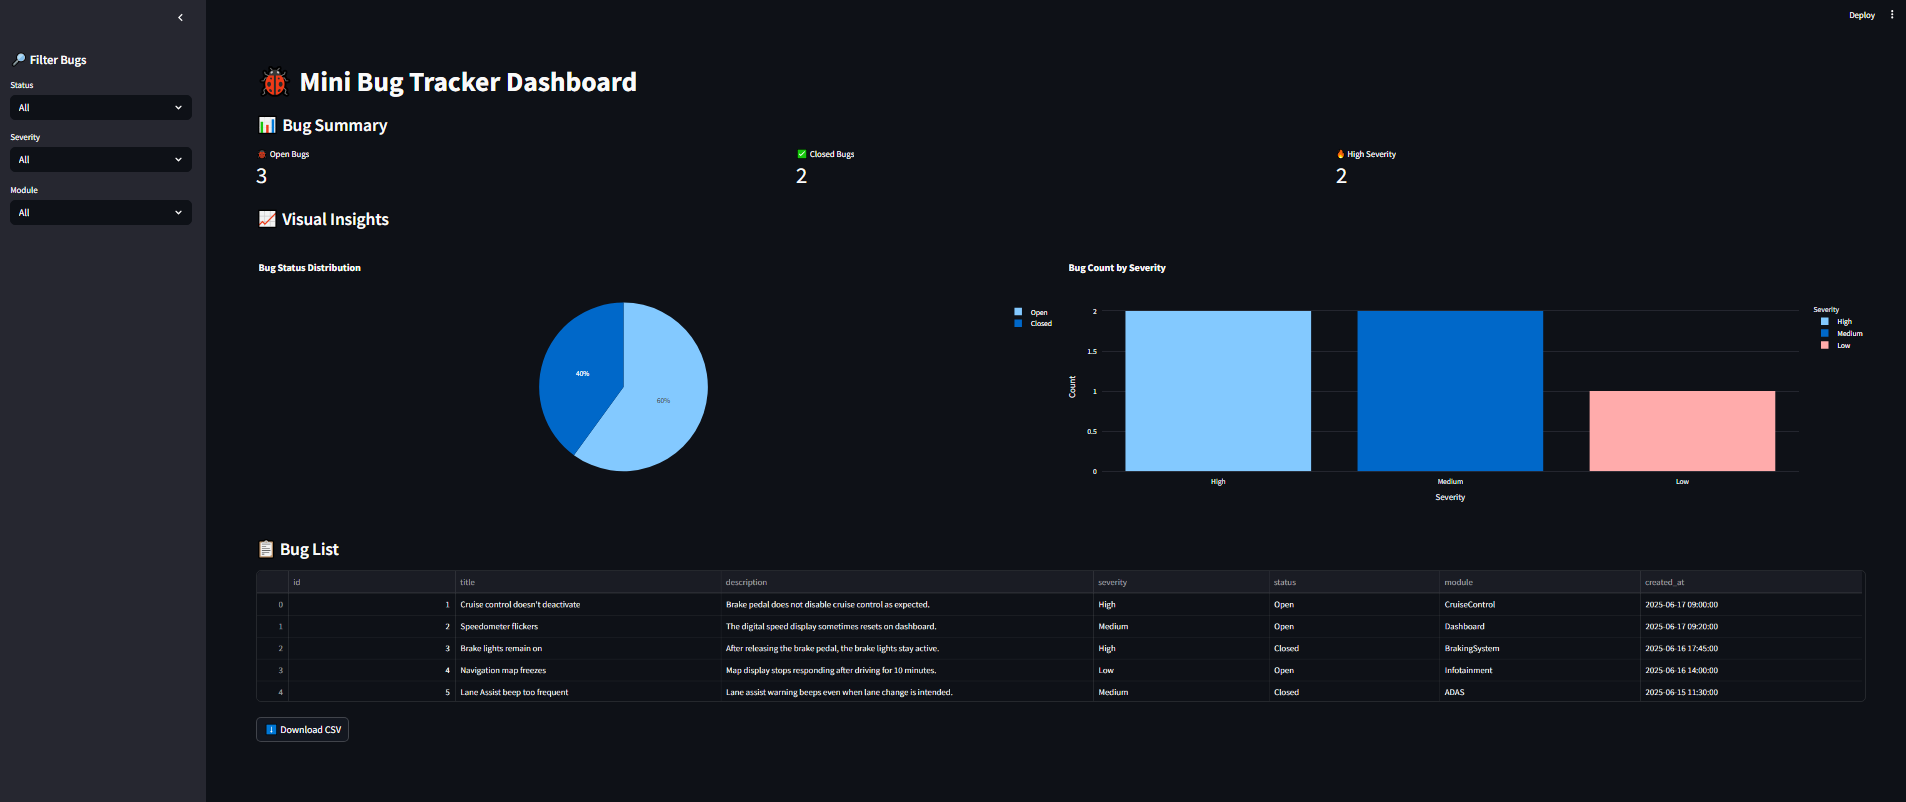 Deploy
Filter Bugs
Status
All
Severity
All
Module
All
Mini Bug Tracker Dashboard
Bug Summary
Open Bugs
3
Closed Bugs
2
High Severity
2
Visual Insights
Bug Status Distribution
40%
60%
Open
Closed
Bug Count by Severity
Count
2
1.5
1
0.5
0
High Medium Low
Severity
Severity
High
Medium
Low
Bug List
id title description severity status module created_at
0 1 Cruise control doesn't deactivate Brake pedal does not disable cruise control as expected. High Open CruiseControl 2025-06-17 09:00:00
1 2 Speedometer flickers The digital speed display sometimes resets on dashboard. Medium Open Dashboard 2025-06-17 09:20:00
2 3 Brake lights remain on After releasing the brake pedal, the brake lights stay active. High Closed BrakingSystem 2025-06-16 17:45:00
3 4 Navigation map freezes Map display stops responding after driving for 10 minutes. Low Open Infotainment 2025-06-16 14:00:00
4 5 Lane Assist beep too frequent Lane assist warning beeps even when lane change is intended. Medium Closed ADAS 2025-06-15 11:30:00
Download CSV